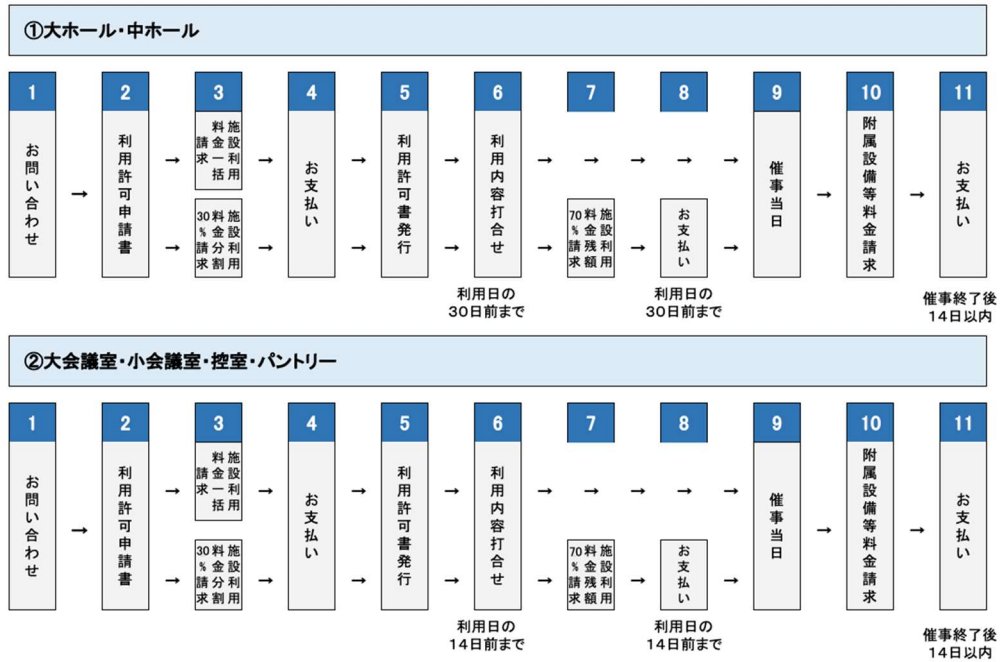 ①大ホール・中ホール
1
お問い合わせ
2
利用許可申請書
3
施設利用
料金一括
請求
施設利用
料金分割
30%請求
4
お支払い
5
利用許可書発行
6
利用内容打合せ
利用日の
30日前まで
7
施設利用
料金残額
70%請求
8
お支払い
利用日の
30日前まで
9
催事当日
10
附属設備等料金請求
11
お支払い
催事終了後
14日以内
②大会議室・小会議室・控室・パントリー
1
お問い合わせ
2
利用許可申請書
3
施設利用
料金一括
請求
施設利用
料金分割
30%請求
4
お支払い
5
利用許可書発行
6
利用内容打合せ
利用日の
14日前まで
7
施設利用
料金残額
70%請求
8
お支払い
利用日の
14日前まで
9
催事当日
10
附属設備等料金請求
11
お支払い
催事終了後
14日以内